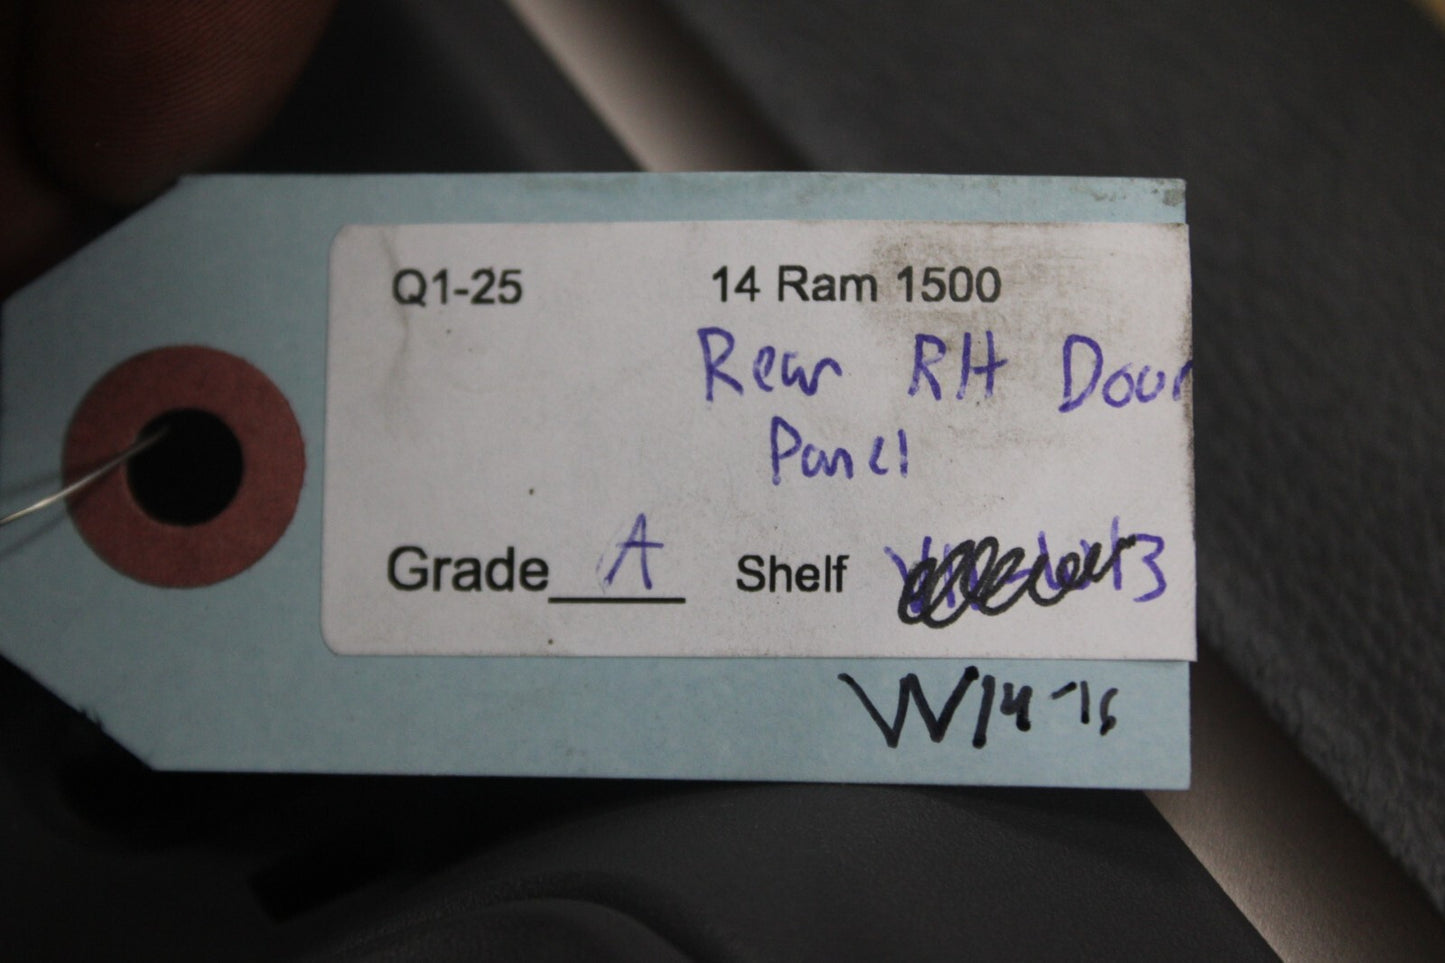 Q1-25 14 Ram 1500
Rear RH Door
Panel
Grade A Shelf
W14-16